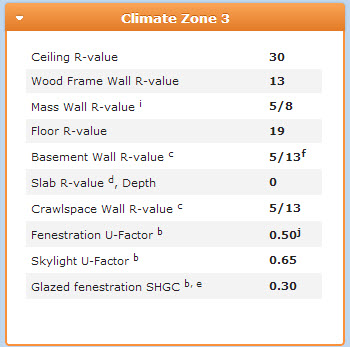 Climate Zone 3
Ceiling R-value 30
Wood Frame Wall R-value 13
Mass Wall R-value i 5/8
Floor R-value 19
Basement Wall R-value c 5/13f
Slab R-value d, Depth 0
Crawlspace Wall R-value c 5/13
Fenestration U-Factor b 0.50j
Skylight U-Factor b 0.65
Glazed fenestration SHGC b, e 0.30